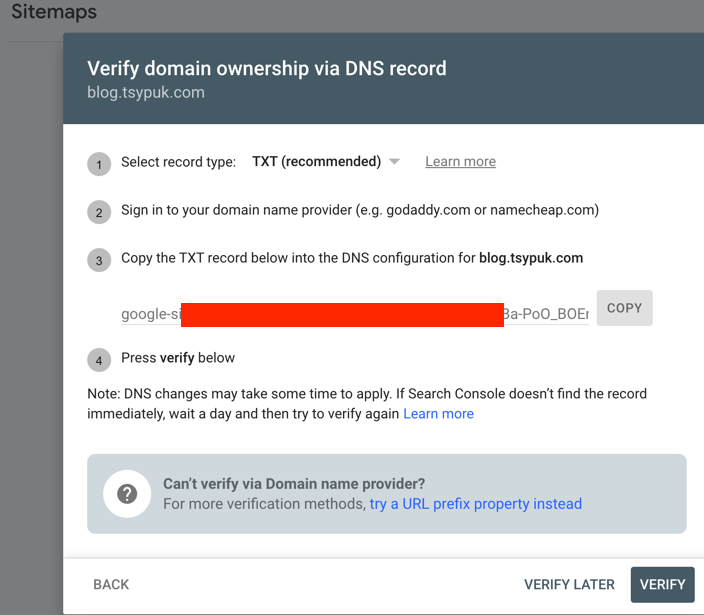 Sitemaps
Verify domain ownership via DNS record
blog.tsypuk.com
1 Select record type: TXT (recommended) Learn more
2 Sign in to your domain name provider (e.g. godaddy.com or namecheap.com)
3 Copy the TXT record below into the DNS configuration for blog.tsypuk.com
google-si 3a-PoO_BOEr COPY
4 Press verify below
Note: DNS changes may take some time to apply. If Search Console doesn't find the record
immediately, wait a day and then try to verify again Learn more
Can't verify via Domain name provider?
For more verification methods, try a URL prefix property instead
BACK VERIFY LATER VERIFY